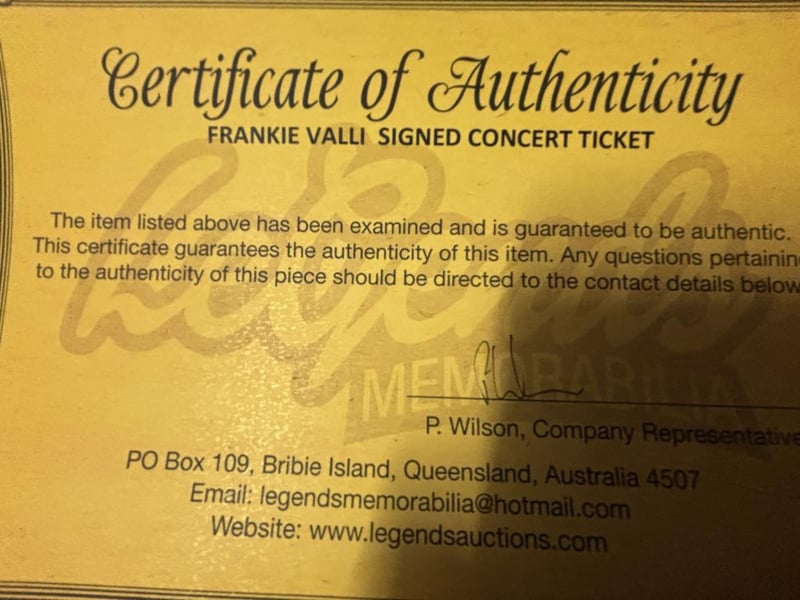 Certificate of Authenticity
FRANKIE VALLI SIGNED CONCERT TICKET
Legends
MEMORABILIA
The item listed above has been examined and is guaranteed to be authentic.
This certificate guarantees the authenticity of this item. Any questions pertainin
to the authenticity of this piece should be directed to the contact details below
P. Wilson, Company Representative
PO Box 109, Bribie Island, Queensland, Australia 4507
Email: legendsmemorabilia@hotmail.com
Website: www.legendsauctions.com